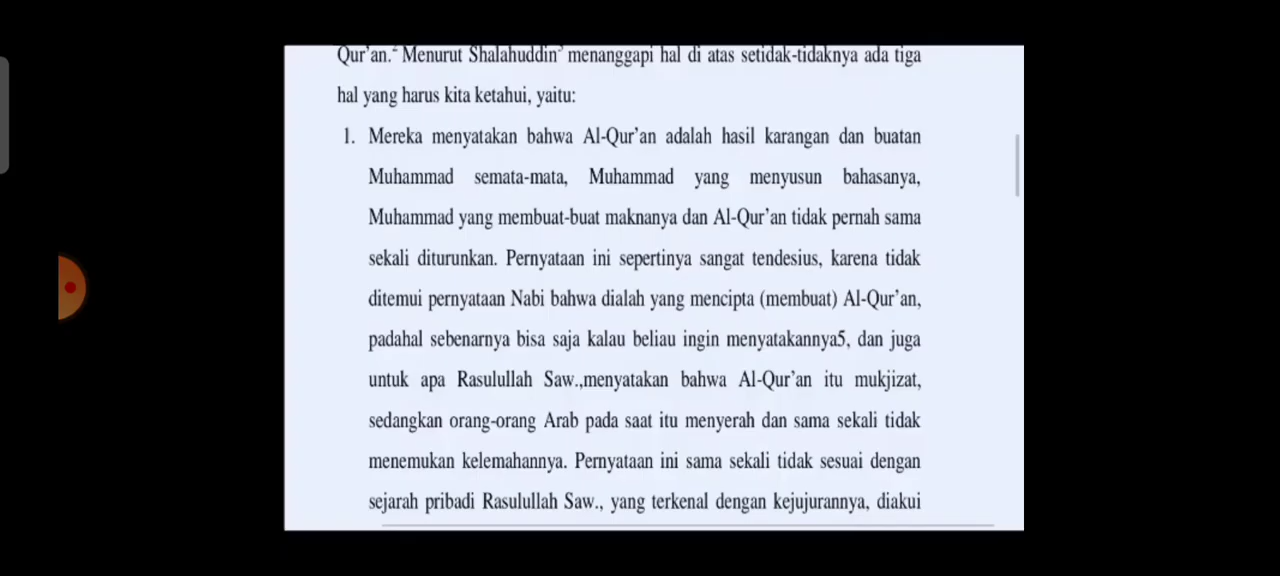 Qur'an.² Menurut Shalahuddin³ menanggapi hal di atas setidak-tidaknya ada tiga
hal yang harus kita ketahui, yaitu:
1. Mereka menyatakan bahwa Al-Qur'an adalah hasil karangan dan buatan
Muhammad semata-mata, Muhammad yang menyusun bahasanya,
Muhammad yang membuat-buat maknanya dan Al-Qur'an tidak pernah sama
sekali diturunkan. Pernyataan ini sepertinya sangat tendesius, karena tidak
ditemui pernyataan Nabi bahwa dialah yang mencipta (membuat) Al-Qur'an,
padahal sebenarnya bisa saja kalau beliau ingin menyatakannya5, dan juga
untuk apa Rasulullah Saw.,menyatakan bahwa Al-Qur'an itu mukjizat,
sedangkan orang-orang Arab pada saat itu menyerah dan sama sekali tidak
menemukan kelemahannya. Pernyataan ini sama sekali tidak sesuai dengan
sejarah pribadi Rasulullah Saw., yang terkenal dengan kejujurannya, diakui